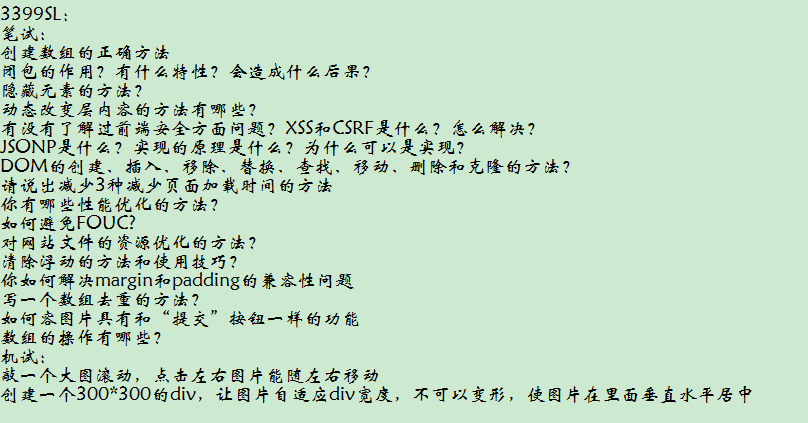 3399SL：
笔试：
创建数组的正确方法
闭包的作用？有什么特性？会造成什么后果？
隐藏元素的方法？
动态改变层内容的方法有哪些？
有没有了解过前端安全方面问题？XSS和CSRF是什么？怎么解决？
JSONP是什么？实现的原理是什么？为什么可以是实现？
DOM的创建、插入、移除、替换、查找、移动、删除和克隆的方法？
请说出减少3种减少页面加载时间的方法
你有哪些性能优化的方法？
如何避免FOUC?
对网站文件的资源优化的方法？
清除浮动的方法和使用技巧？
你如何解决margin和padding的兼容性问题
写一个数组去重的方法？
如何容图片具有和“提交”按钮一样的功能
数组的操作有哪些？
机试：
敲一个大图滚动，点击左右图片能随左右移动
创建一个300*300的div，让图片自适应div宽度，不可以变形，使图片在里面垂直水平居中